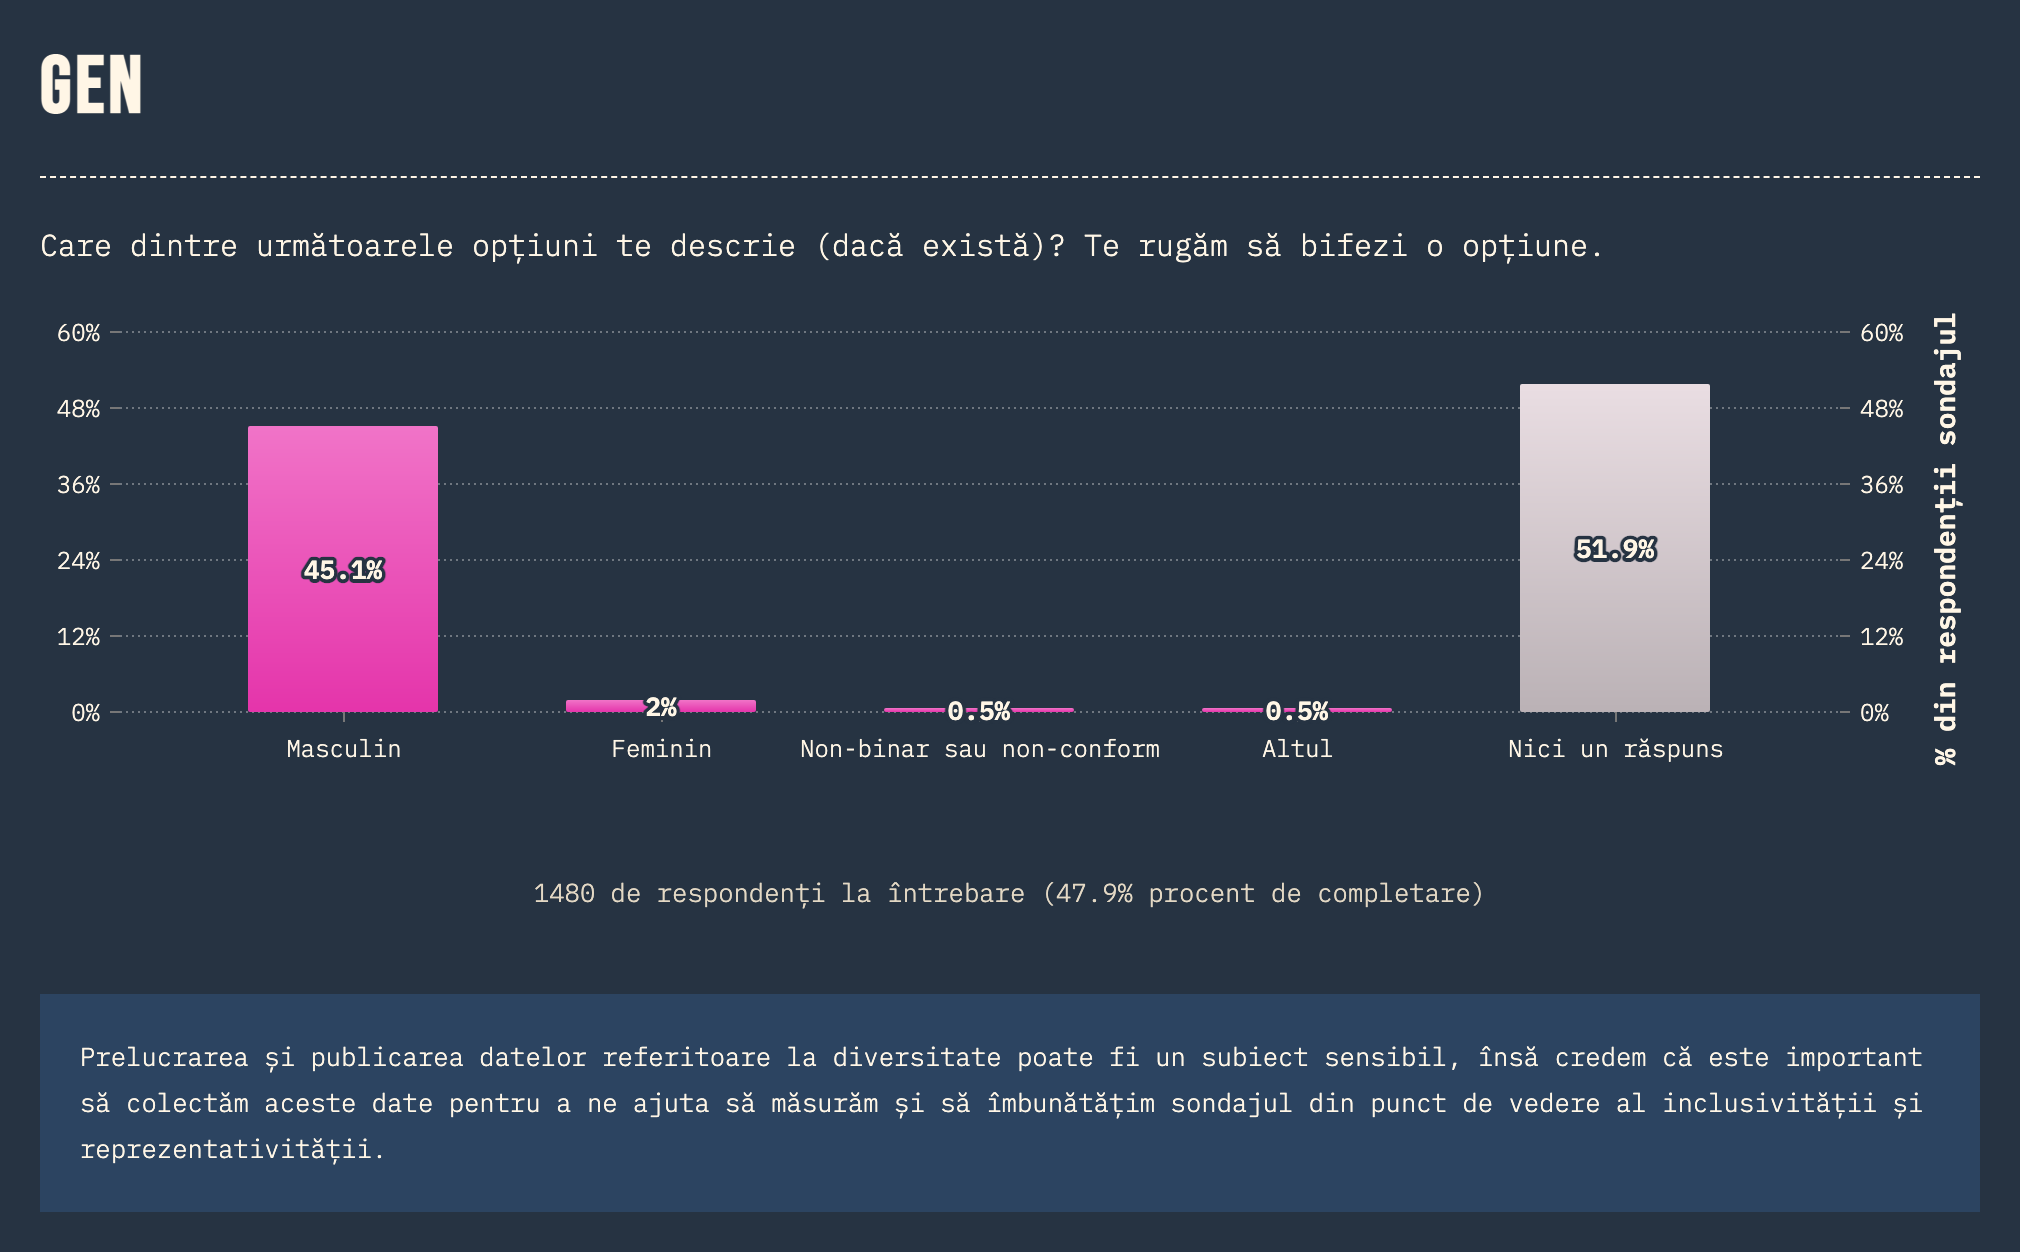 GEN
Care dintre următoarele opțiuni te descrie (dacă există)? Te rugăm să bifezi o opțiune.
60%
48%
36%
24%
12%
0%
60%
48%
36%
24%
12%
0%
% din respondenții sondajul
45.1%
2%
0.5%
0.5%
51.9%
Masculin
Feminin
Non-binar sau non-conform
Altul
Nici un răspuns
1480 de respondenți la întrebare (47.9% procent de completare)
Prelucrarea și publicarea datelor referitoare la diversitate poate fi un subiect sensibil, însă credem că este important
să colectăm aceste date pentru a ne ajuta să măsurăm și să îmbunătățim sondajul din punct de vedere al inclusivității și
reprezentativității.